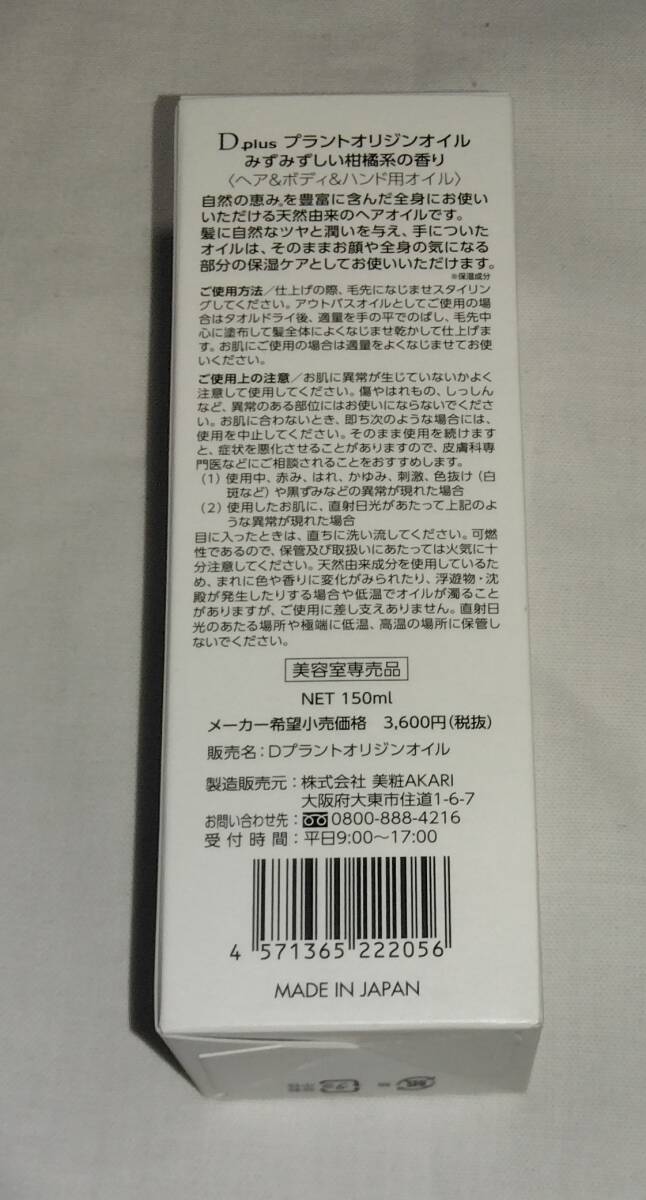 D.plus プラントオリジンオイル
みずみずしい柑橘系の香り
〈ヘア&ボディ&ハンド用オイル〉
自然の恵み※を豊富に含んだ全身にお使い
いただける天然由来のヘアオイルです。
髪に自然なツヤと潤いを与え、手についた
オイルは、そのままお顔や全身の気になる
部分の保湿ケアとしてお使いいただけます。
※保湿成分
ご使用方法/仕上げの際、毛先になじませスタイリン
グしてください。アウトバスオイルとしてご使用の場
合はタオルドライ後、適量を手の平でのばし、毛先中
心に塗布して髪全体によくなじませ乾かして仕上げま
す。お肌にご使用の場合は適量をよくなじませてお使
いください。
ご使用上の注意/お肌に異常が生じていないかよく
注意して使用してください。傷やはれもの、しっしん
など、異常のある部位にはお使いにならないでくださ
い。お肌に合わないとき、即ち次のような場合には、
使用を中止してください。そのまま使用を続けます
と、症状を悪化させることがありますので、皮膚科専
門医などにご相談されることをおすすめします。
(1)使用中、赤み、はれ、かゆみ、刺激、色抜け(白
斑など)や黒ずみなどの異常が現れた場合
(2)使用したお肌に、直射日光があたって上記のよ
うな異常が現れた場合
目に入ったときは、直ちに洗い流してください。可燃
性であるので、保管及び取扱いにあたっては火気に十
分注意してください。天然由来成分を使用しているた
め、まれに色や香りに変化がみられたり、浮遊物・沈
殿が発生したりする場合や低温でオイルが濁ること
がありますが、ご使用に差し支えありません。直射日
光のあたる場所や極端に低温、高温の場所に保管し
ないでください。
美容室専売品
NET 150ml
メーカー希望小売価格 3,600円(税抜)
販売名:Dプラントオリジンオイル
製造販売元:株式会社 美粧AKARI
大阪府大東市住道1-6-7
お問い合わせ先:0800-888-4216
受付時間:平日9:00〜17:00
4 571365 222056
MADE IN JAPAN